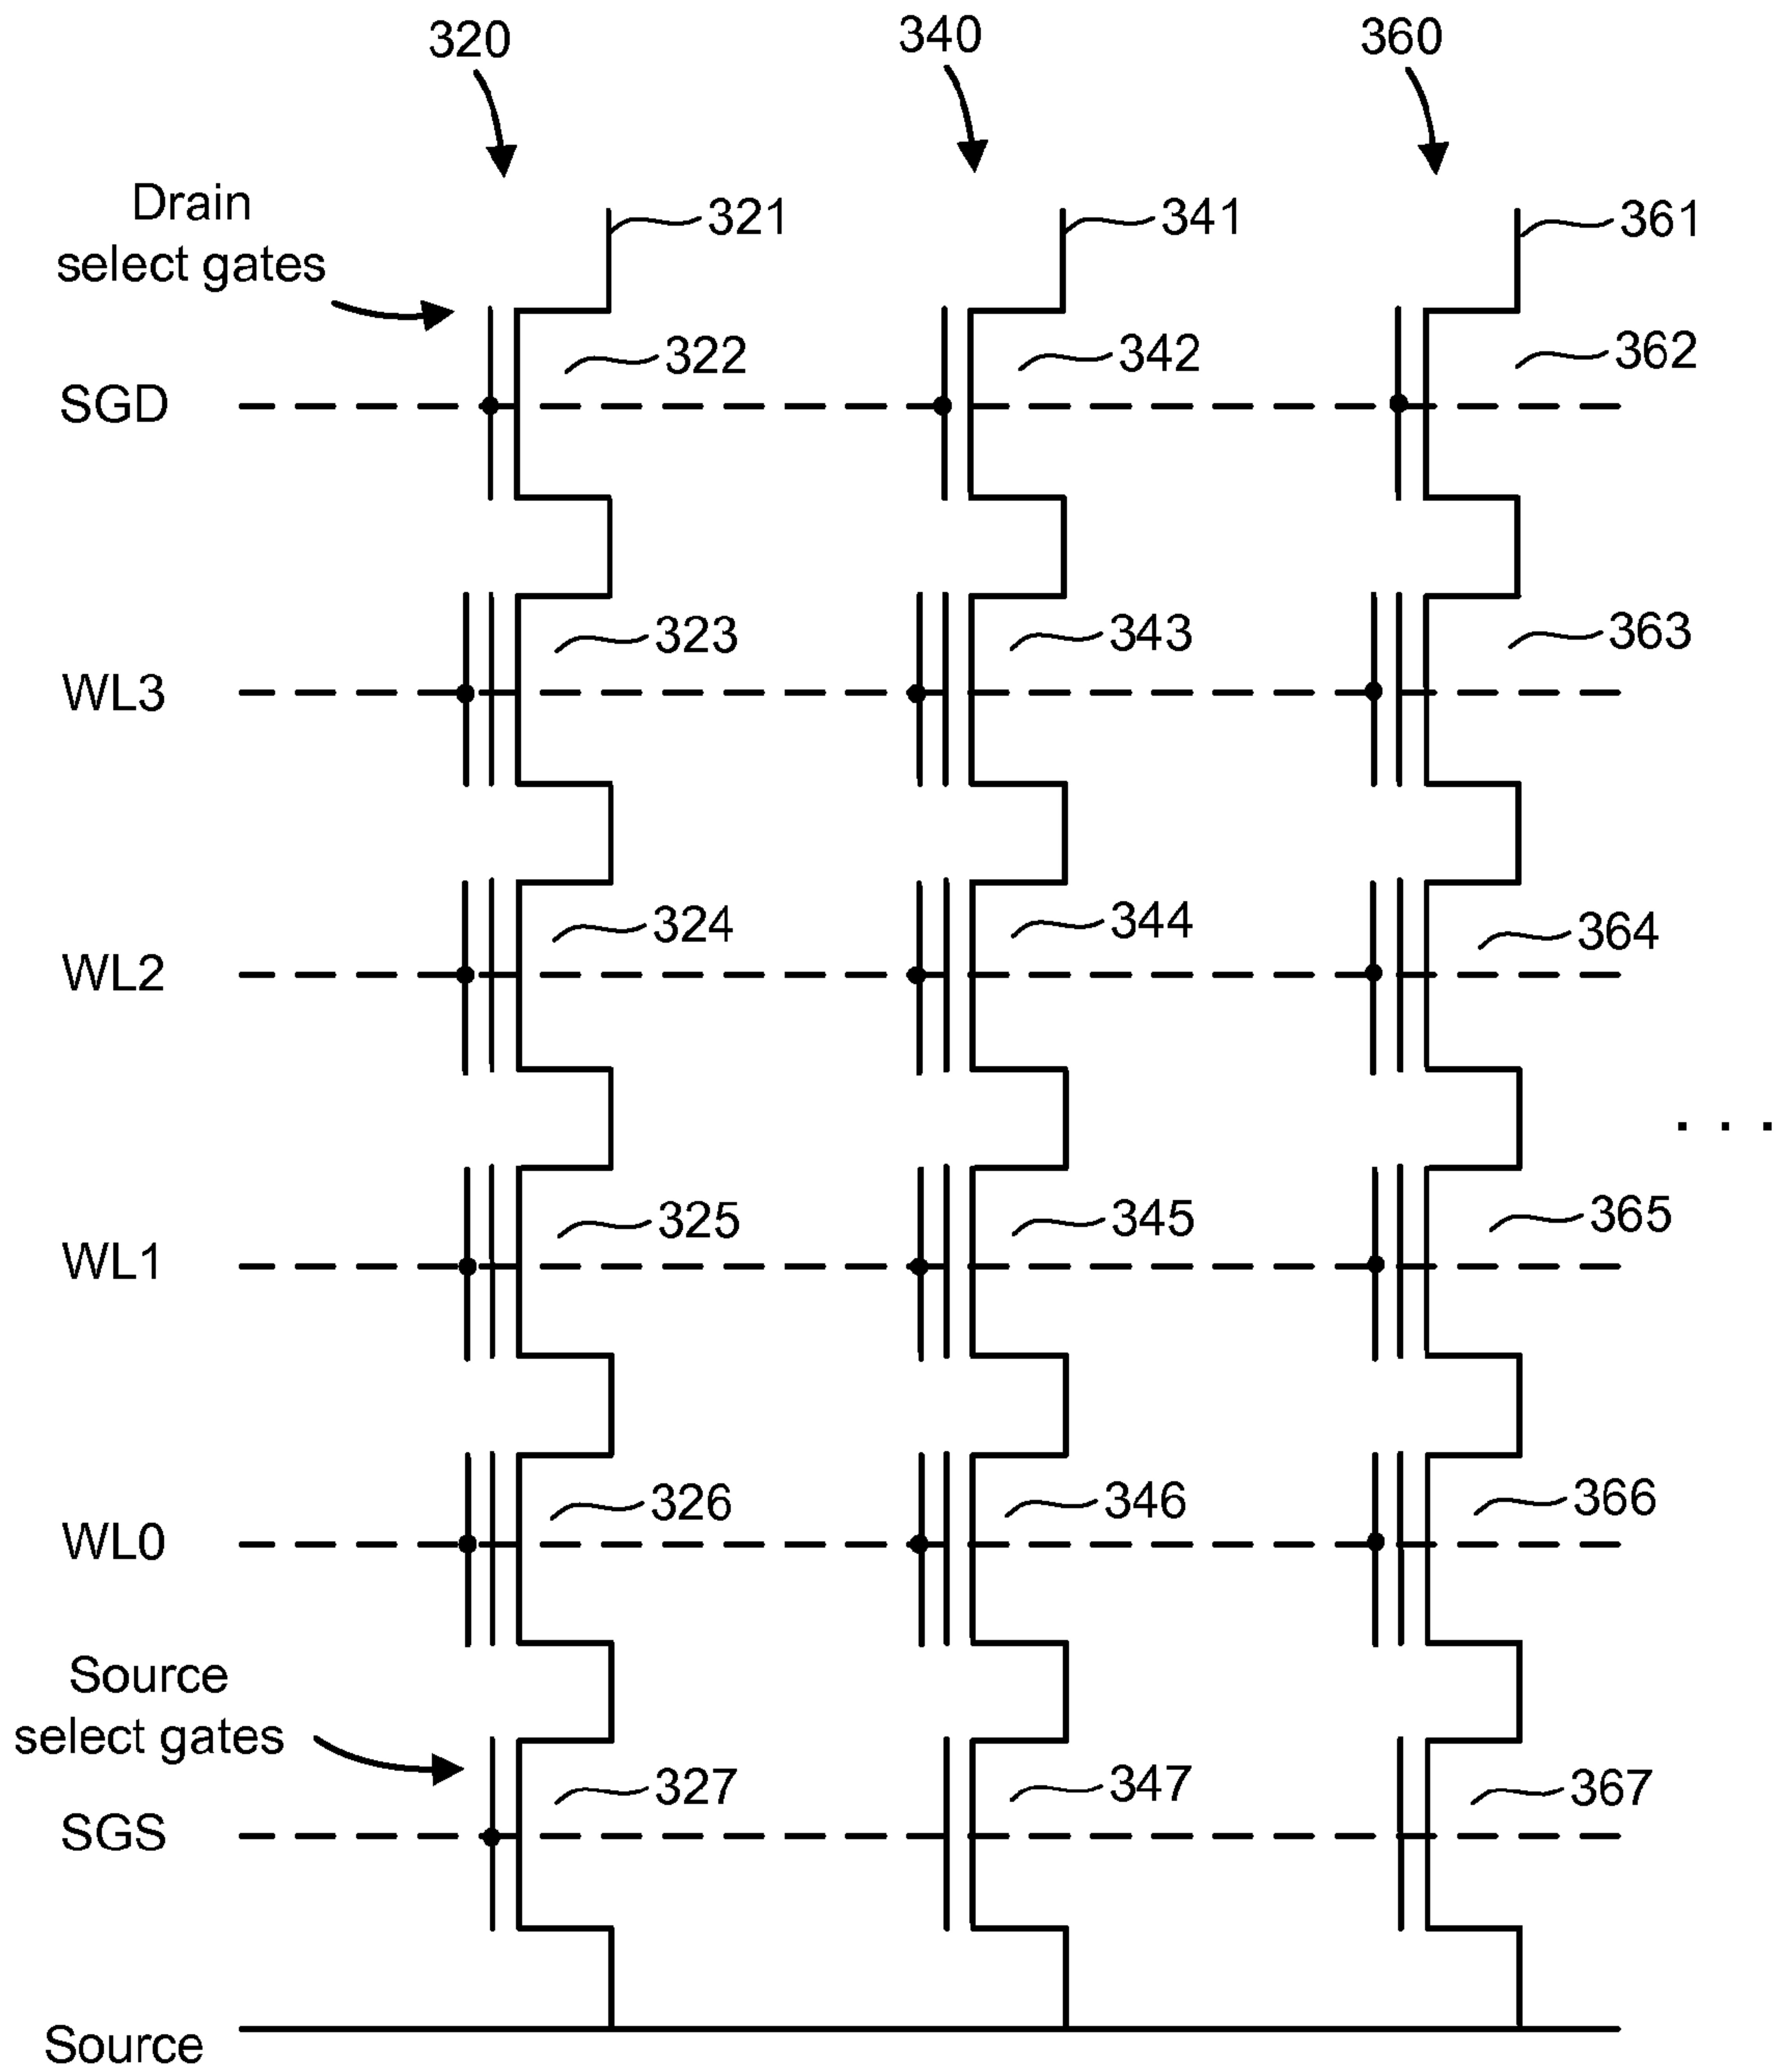 320
340
360
Drain
select gates
321
341
361
322
342
362
SGD
323
343
363
WL3
324
344
364
WL2
. . .
325
345
365
WL1
326
346
366
WL0
Source
select gates
327
347
367
SGS
Source